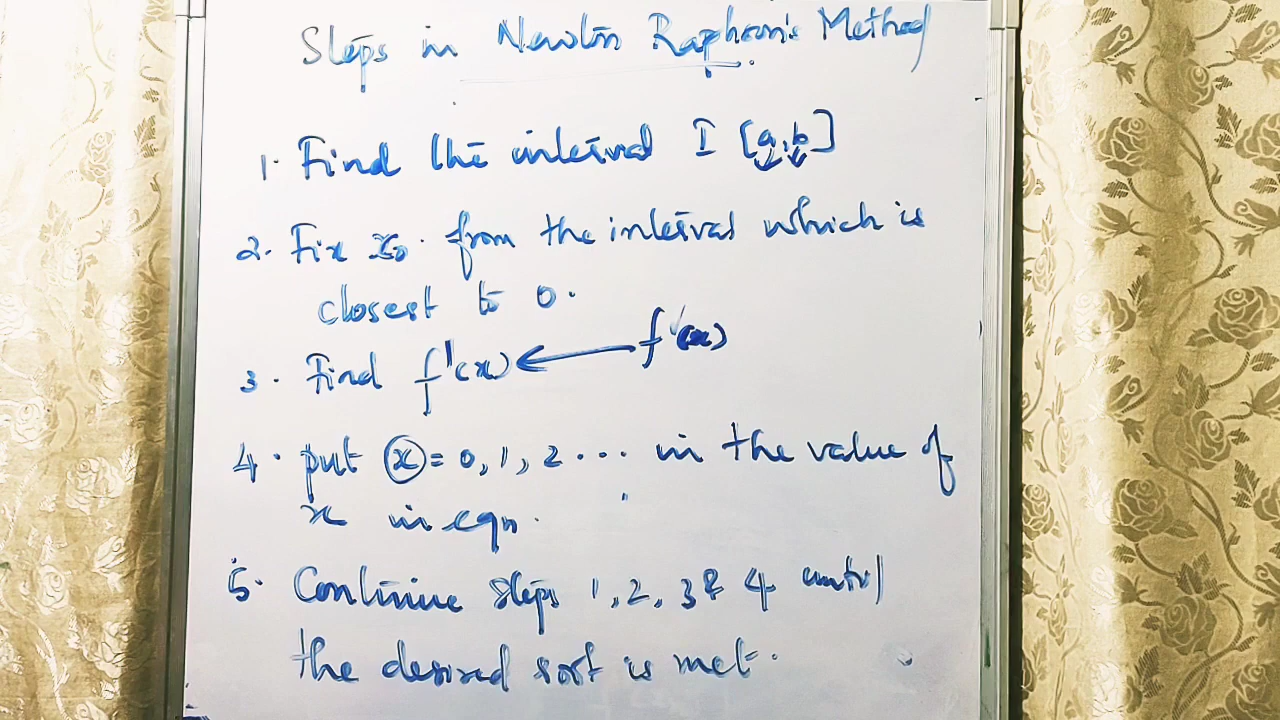 Steps in Newton Raphson's Method
1. Find the interval I [a, b]
2. Fix x₀ from the interval which is
closest to 0.
3. Find f'(x) ← f'(x)
4. put x = 0, 1, 2 ... in the value of
x in eqn.
5. Continue steps 1, 2, 3 & 4 until
the desired root is met.